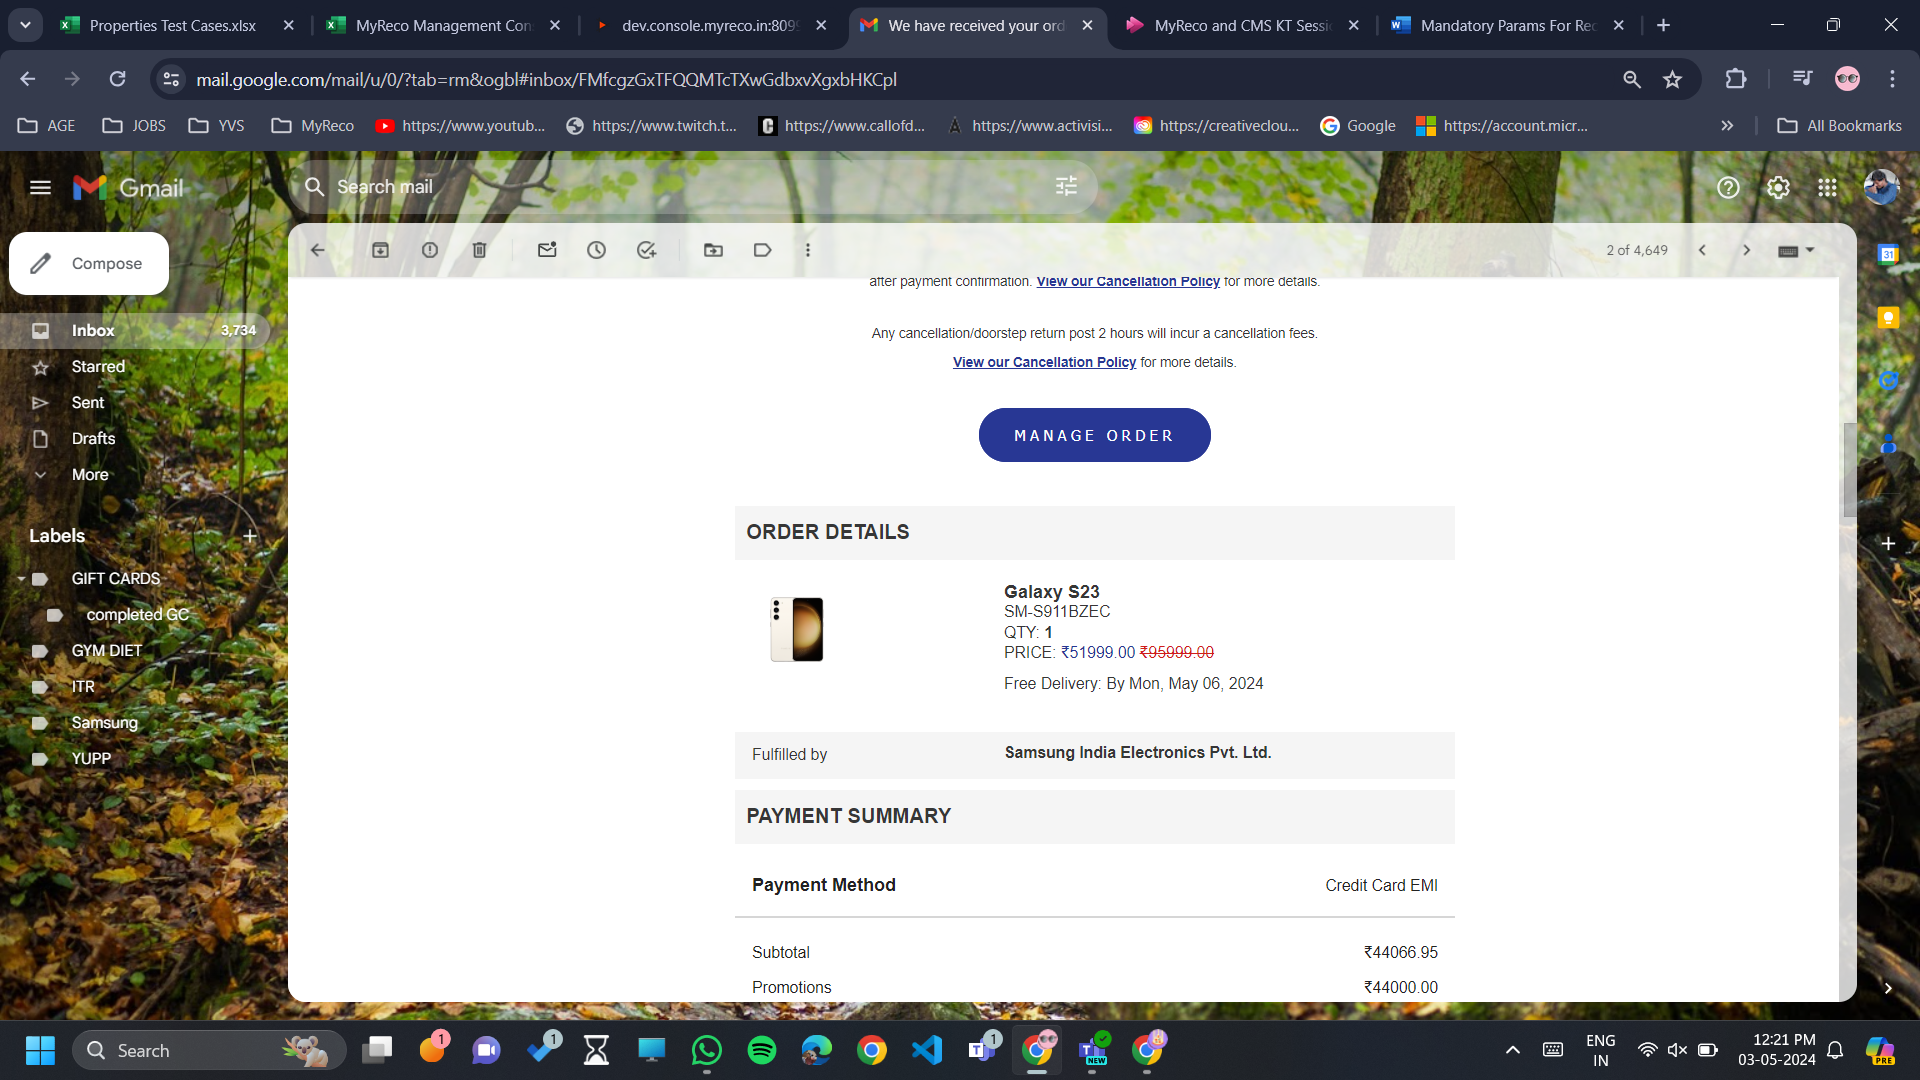 Properties Test Cases.xlsx
MyReco Management Con
dev.console.myreco.in:809
We have received your ord
MyReco and CMS KT Sessi
Mandatory Params For Rec
mail.google.com/mail/u/0/?tab=rm&ogbl#inbox/FMfcgzGxTFQQMTcTXwGdbxvXgxbHKCpl
AGE
JOBS
YVS
MyReco
https://www.youtub...
https://www.twitch.t...
https://www.callofd...
https://www.activisi...
https://creativeclou...
Google
https://account.micr...
All Bookmarks
Gmail
Search mail
Compose
2 of 4,649
31
Inbox 3,734
Starred
Sent
Drafts
More
Labels
GIFT CARDS
completed GC
GYM DIET
ITR
Samsung
YUPP
after payment confirmation. View our Cancellation Policy for more details.
Any cancellation/doorstep return post 2 hours will incur a cancellation fees.
View our Cancellation Policy for more details.
MANAGE ORDER
ORDER DETAILS
Galaxy S23
SM-S911BZEC
QTY: 1
PRICE: ₹51999.00 ₹95999.00
Free Delivery: By Mon, May 06, 2024
Fulfilled by Samsung India Electronics Pvt. Ltd.
PAYMENT SUMMARY
Payment Method Credit Card EMI
Subtotal ₹44066.95
Promotions ₹44000.00
Search
1
1
1
NEW
ENG
IN
12:21 PM
03-05-2024
PRE